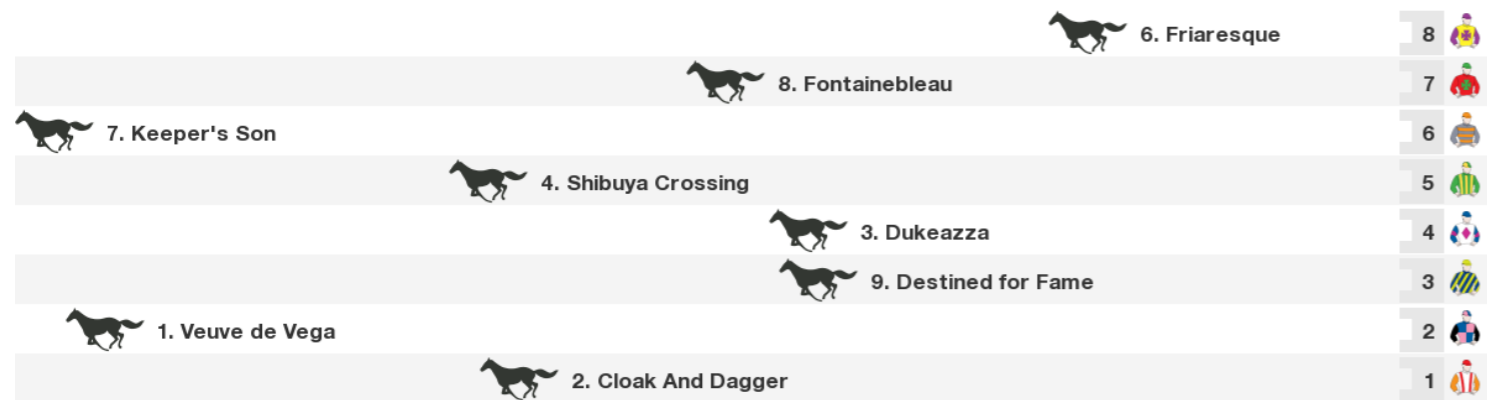 6. Friaresque 8
8. Fontainebleau 7
7. Keeper's Son 6
4. Shibuya Crossing 5
3. Dukeazza 4
9. Destined for Fame 3
1. Veuve de Vega 2
2. Cloak And Dagger 1